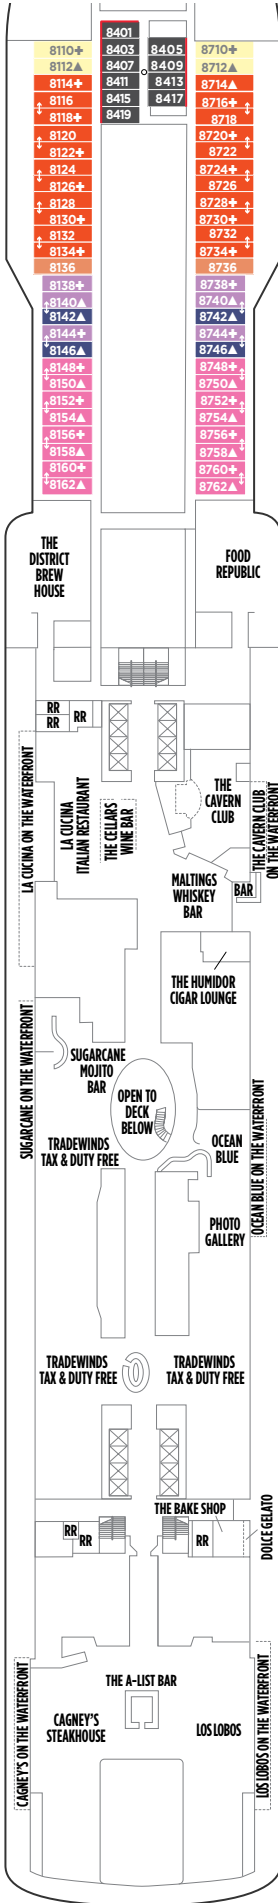 8401
8403 8405
8407 8409
8411 8413
8415 8417
8419
8110✚ 8710✚
8112▲ 8712▲
8114✚ 8714▲
8116 8716✚
8118✚ 8718
8120 8720✚
8122✚ 8722
8124 8724✚
8126✚ 8726
8128 8728✚
8130✚ 8730✚
8132 8732
8134✚ 8734✚
8136 8736
8138✚ 8738✚
8140▲ 8740▲
8142▲ 8742▲
8144✚ 8744✚
8146▲ 8746▲
8148✚ 8748✚
8150▲ 8750▲
8152✚ 8752✚
8154▲ 8754▲
8156✚ 8756✚
8158▲ 8758▲
8160✚ 8760✚
8162▲ 8762▲
THE
DISTRICT
BREW
HOUSE
FOOD
REPUBLIC
RR
RR
RR
LA CUCINA ON THE WATERFRONT
LA CUCINA
ITALIAN RESTAURANT
THE CELLARS
WINE BAR
THE
CAVERN
CLUB
THE CAVERN CLUB
ON THE WATERFRONT
MALTINGS
WHISKEY
BAR
BAR
THE HUMIDOR
CIGAR LOUNGE
SUGARCANE ON THE WATERFRONT
SUGARCANE
MOJITO
BAR
OPEN TO
DECK
BELOW
TRADEWINDS
TAX & DUTY FREE
OCEAN
BLUE
OCEAN BLUE ON THE WATERFRONT
PHOTO
GALLERY
TRADEWINDS
TAX & DUTY FREE
TRADEWINDS
TAX & DUTY FREE
THE BAKE SHOP
DOLCE GELATO
RR
RR
RR
THE A-LIST BAR
CAGNEY'S ON THE WATERFRONT
CAGNEY'S
STEAKHOUSE
LOS LOBOS
LOS LOBOS ON THE WATERFRONT